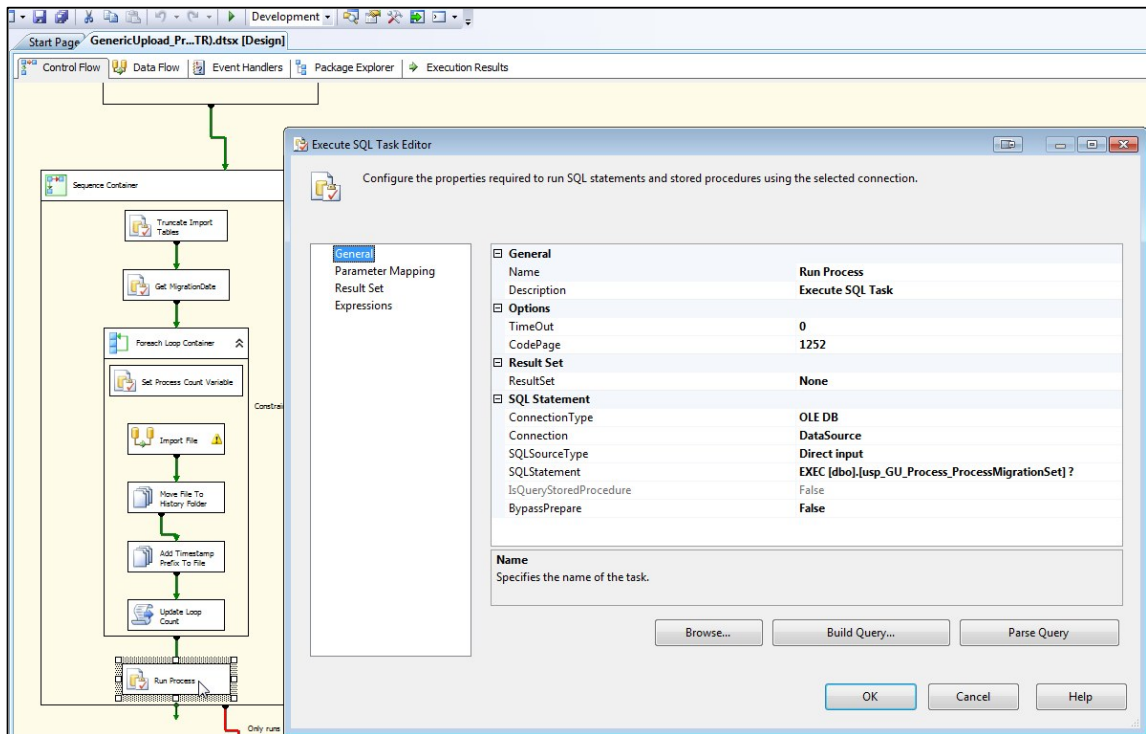 Development
Start Page
GenericUpload_Pr...TR).dtsx [Design]
Control Flow
Data Flow
Event Handlers
Package Explorer
Execution Results
Sequence Container
Truncate Import
Tables
Get MigrationDate
Foreach Loop Container
Set Process Count Variable
Import File
Move File To
History Folder
Add Timestamp
Prefix To File
Update Loop
Count
Run Process
Only runs
Execute SQL Task Editor
Configure the properties required to run SQL statements and stored procedures using the selected connection.
General
Parameter Mapping
Result Set
Expressions
General
Name Run Process
Description Execute SQL Task
Options
TimeOut 0
CodePage 1252
Result Set
ResultSet None
SQL Statement
ConnectionType OLE DB
Connection DataSource
SQLSourceType Direct input
SQLStatement EXEC [dbo].[usp_GU_Process_ProcessMigrationSet] ?
IsQueryStoredProcedure False
BypassPrepare False
Name
Specifies the name of the task.
Browse...
Build Query...
Parse Query
OK
Cancel
Help